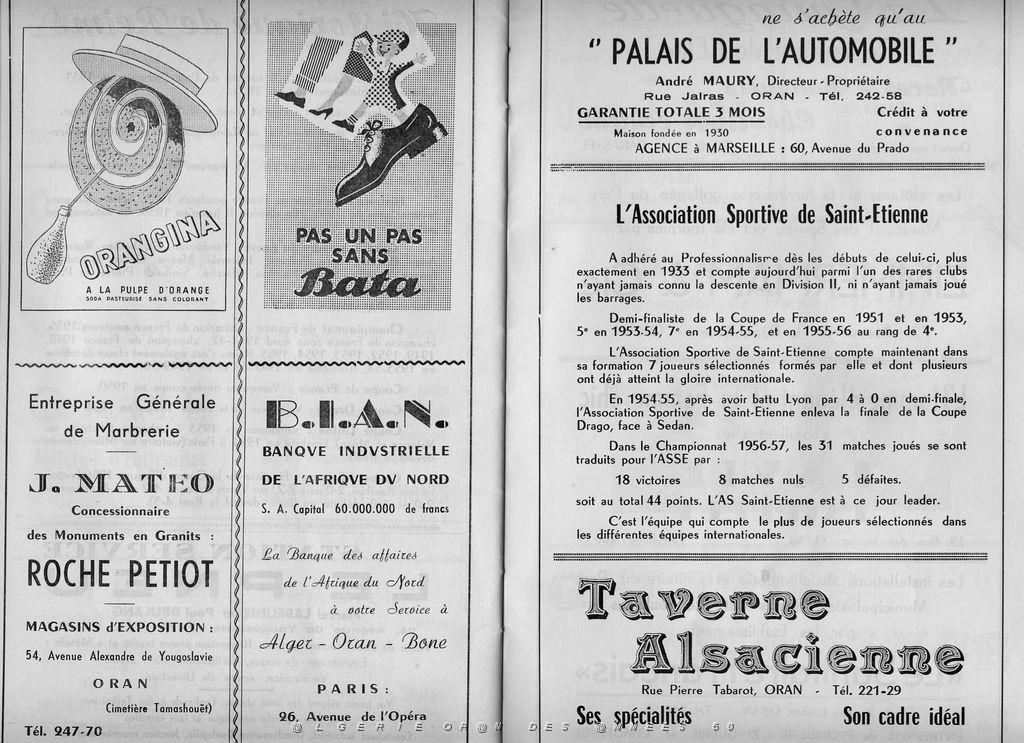 ORANGINA
A LA PULPE D'ORANGE
SODA PASTEURISÉ SANS COLORANT
PAS UN PAS
SANS
Bata
Entreprise Générale
de Marbrerie
J. MATEO
Concessionnaire
des Monuments en Granits :
ROCHE PETIOT
MAGASINS d'EXPOSITION :
54, Avenue Alexandre de Yougoslavie
ORAN
(Cimetière Tamashouët)
Tél. 247-70
B.I.A.N.
BANQVE INDVSTRIELLE
DE L'AFRIQVE DV NORD
S. A. Capital 60.000.000 de francs
La Banque des affaires
de l'Afrique du Nord
à votre Service à
Alger - Oran - Bone
PARIS :
26, Avenue de l'Opéra
ne s'achète qu'au
" PALAIS DE L'AUTOMOBILE "
André MAURY, Directeur-Propriétaire
Rue Jalras - ORAN - Tél. 242-58
GARANTIE TOTALE 3 MOIS Crédit à votre
Maison fondée en 1930 convenance
AGENCE à MARSEILLE : 60, Avenue du Prado
L'Association Sportive de Saint-Etienne
A adhéré au Professionnalisme dès les débuts de celui-ci, plus
exactement en 1933 et compte aujourd'hui parmi l'un des rares clubs
n'ayant jamais connu la descente en Division II, ni n'ayant jamais joué
les barrages.
Demi-finaliste de la Coupe de France en 1951 et en 1953,
5e en 1953-54, 7e en 1954-55, et en 1955-56 au rang de 4e.
L'Association Sportive de Saint-Etienne compte maintenant dans
sa formation 7 joueurs sélectionnés formés par elle et dont plusieurs
ont déjà atteint la gloire internationale.
En 1954-55, après avoir battu Lyon par 4 à 0 en demi-finale,
l'Association Sportive de Saint-Etienne enleva la finale de la Coupe
Drago, face à Sedan.
Dans le Championnat 1956-57, les 31 matches joués se sont
traduits pour l'ASSE par :
18 victoires 8 matches nuls 5 défaites.
soit au total 44 points. L'AS Saint-Etienne est à ce jour leader.
C'est l'équipe qui compte le plus de joueurs sélectionnés dans
les différentes équipes internationales.
Taverne
Alsacienne
Rue Pierre Tabarot, ORAN - Tél. 221-29
Ses spécialités Son cadre idéal
@LGERIE-OR@N DES @NNEES 50